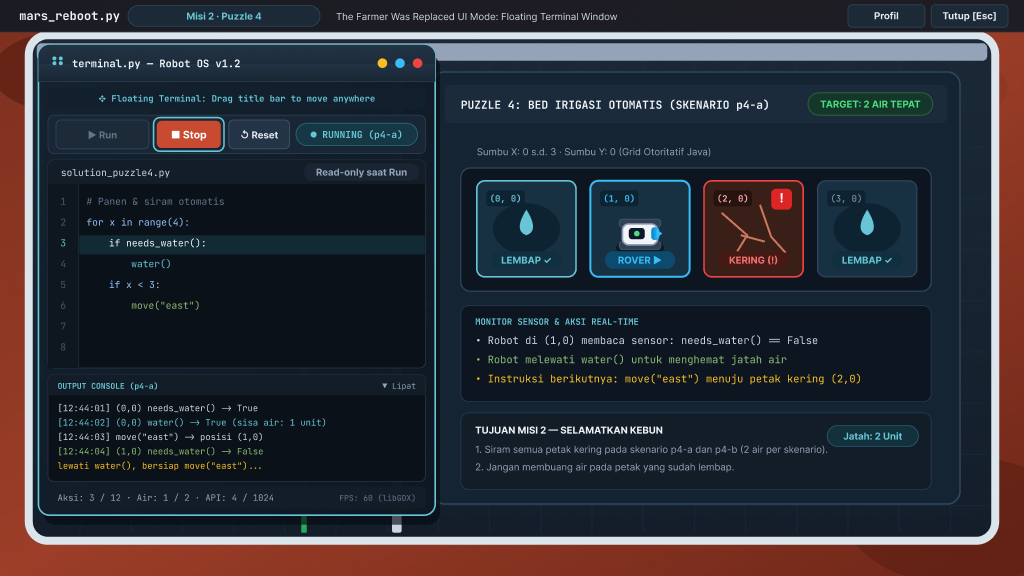 mars_reboot.py
Misi 2 · Puzzle 4
The Farmer Was Replaced UI Mode: Floating Terminal Window
Profil
Tutup [Esc]
terminal.py — Robot OS v1.2
✣ Floating Terminal: Drag title bar to move anywhere
▶ Run
■ Stop
↺ Reset
● RUNNING (p4-a)
solution_puzzle4.py
Read-only saat Run
1 # Panen & siram otomatis
2 for x in range(4):
3 if needs_water():
4 water()
5 if x < 3:
6 move("east")
7
8
OUTPUT CONSOLE (p4-a)
▼ Lipat
[12:44:01] (0,0) needs_water() → True
[12:44:02] (0,0) water() → True (sisa air: 1 unit)
[12:44:03] move("east") → posisi (1,0)
[12:44:04] (1,0) needs_water() → False
lewati water(), bersiap move("east")...
Aksi: 3 / 12 · Air: 1 / 2 · API: 4 / 1024
FPS: 60 (libGDX)
PUZZLE 4: BED IRIGASI OTOMATIS (SKENARIO p4-a)
TARGET: 2 AIR TEPAT
Sumbu X: 0 s.d. 3 · Sumbu Y: 0 (Grid Otoritatif Java)
(0, 0)
LEMBAP ✓
(1, 0)
ROVER ▶
(2, 0)
!
KERING (!)
(3, 0)
LEMBAP ✓
MONITOR SENSOR & AKSI REAL-TIME
• Robot di (1,0) membaca sensor: needs_water() == False
• Robot melewati water() untuk menghemat jatah air
• Instruksi berikutnya: move("east") menuju petak kering (2,0)
TUJUAN MISI 2 — SELAMATKAN KEBUN
Jatah: 2 Unit
1. Siram semua petak kering pada skenario p4-a dan p4-b (2 air per skenario).
2. Jangan membuang air pada petak yang sudah lembap.